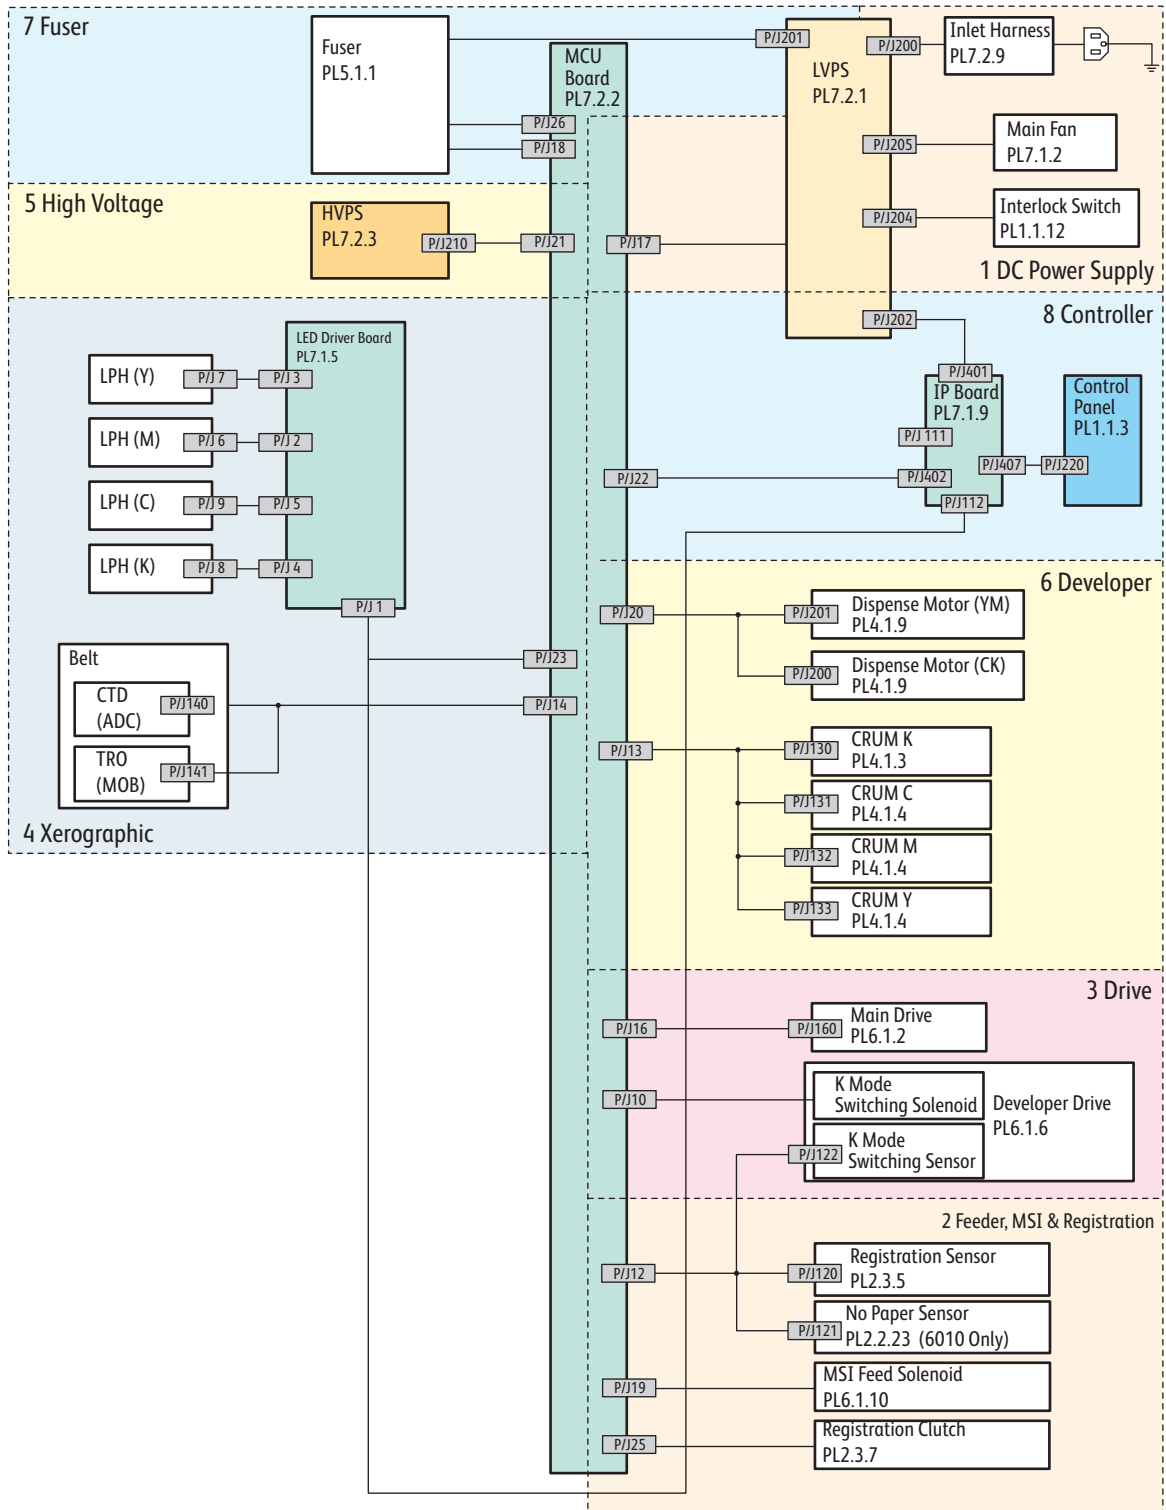 7 Fuser
Fuser
PL5.1.1
P/J26
P/J18
MCU
Board
PL7.2.2
P/J201
LVPS
PL7.2.1
P/J200
Inlet Harness
PL7.2.9
P/J205
Main Fan
PL7.1.2
P/J204
Interlock Switch
PL1.1.12
1 DC Power Supply
5 High Voltage
HVPS
PL7.2.3
P/J210
P/J21
P/J17
P/J202
8 Controller
P/J401
IP Board
PL7.1.9
P/J 111
P/J402
P/J407
P/J220
P/J112
Control
Panel
PL1.1.3
P/J22
LED Driver Board
PL7.1.5
LPH (Y)
P/J 7
P/J 3
LPH (M)
P/J 6
P/J 2
LPH (C)
P/J 9
P/J 5
LPH (K)
P/J 8
P/J 4
P/J 1
Belt
CTD
(ADC)
P/J140
TRO
(MOB)
P/J141
P/J23
P/J14
4 Xerographic
6 Developer
P/J20
P/J201
Dispense Motor (YM)
PL4.1.9
P/J200
Dispense Motor (CK)
PL4.1.9
P/J13
P/J130
CRUM K
PL4.1.3
P/J131
CRUM C
PL4.1.4
P/J132
CRUM M
PL4.1.4
P/J133
CRUM Y
PL4.1.4
3 Drive
P/J16
P/J160
Main Drive
PL6.1.2
P/J10
K Mode
Switching Solenoid
Developer Drive
PL6.1.6
P/J122
K Mode
Switching Sensor
2 Feeder, MSI & Registration
P/J12
P/J120
Registration Sensor
PL2.3.5
P/J121
No Paper Sensor
PL2.2.23 (6010 Only)
P/J19
MSI Feed Solenoid
PL6.1.10
P/J25
Registration Clutch
PL2.3.7